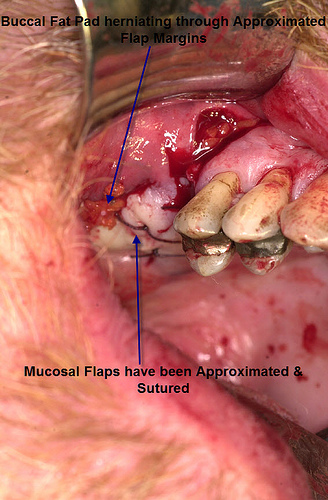 Buccal Fat Pad herniating through Approximated
Flap Margins
Mucosal Flaps have been Approximated &
Sutured